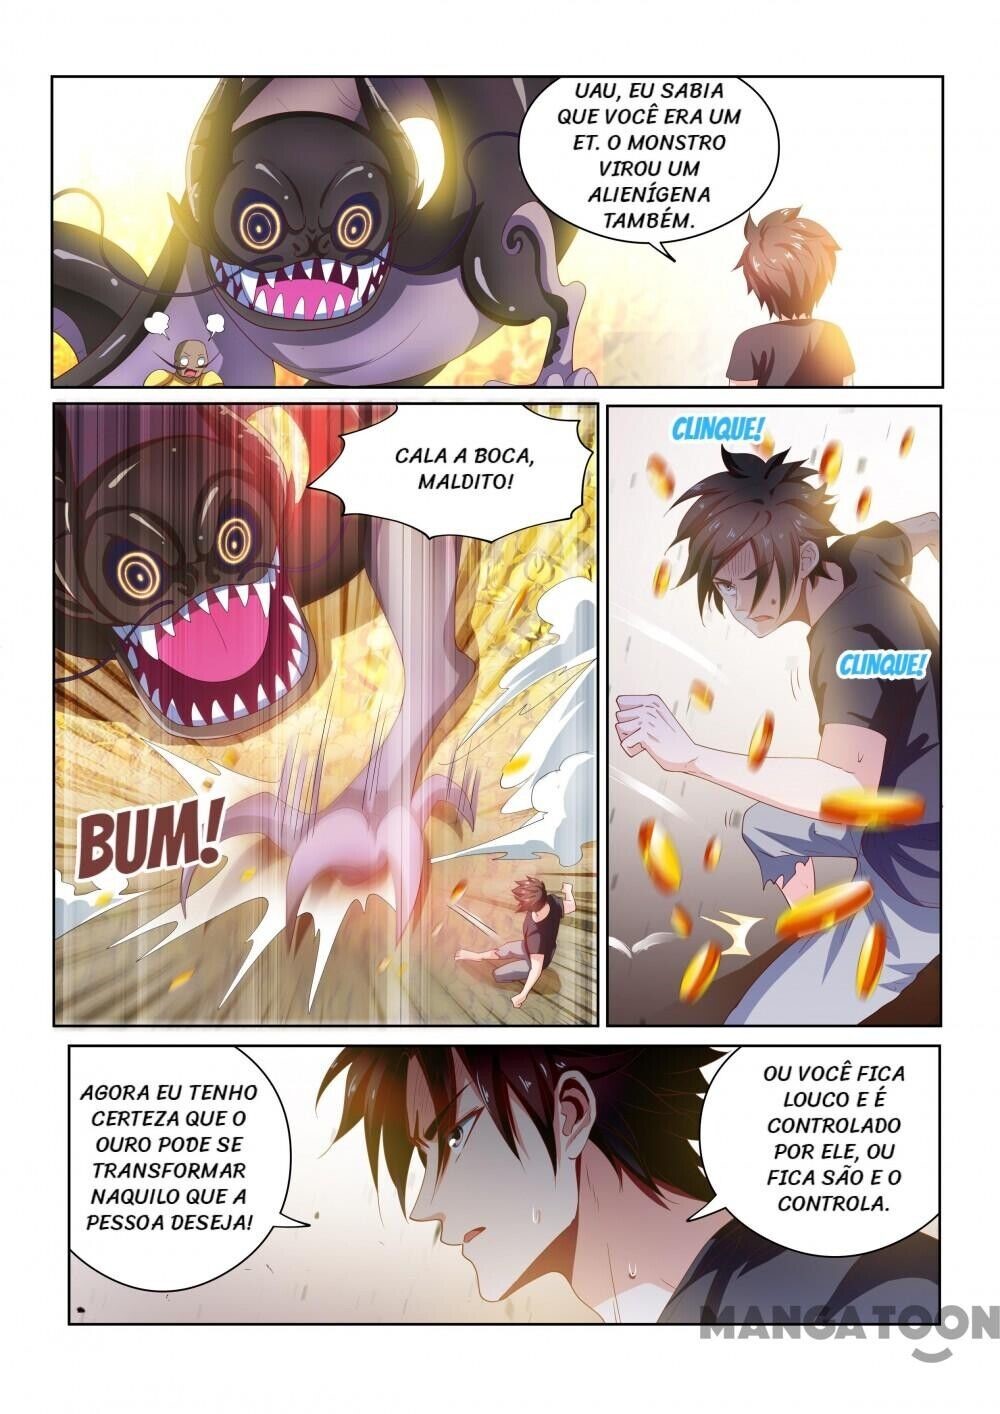 UAU, EU SABIA
QUE VOCÊ ERA UM
ET. O MONSTRO
VIROU UM
ALIENÍGENA
TAMBÉM.
CALA A BOCA,
MALDITO!
CLINQUE!
CLINQUE!
BUM!
AGORA EU TENHO
CERTEZA QUE O
OURO PODE SE
TRANSFORMAR
NAQUILO QUE A
PESSOA DESEJA!
OU VOCÊ FICA
LOUCO E É
CONTROLADO
POR ELE, OU
FICA SÃO E O
CONTROLA.
MANGATOON